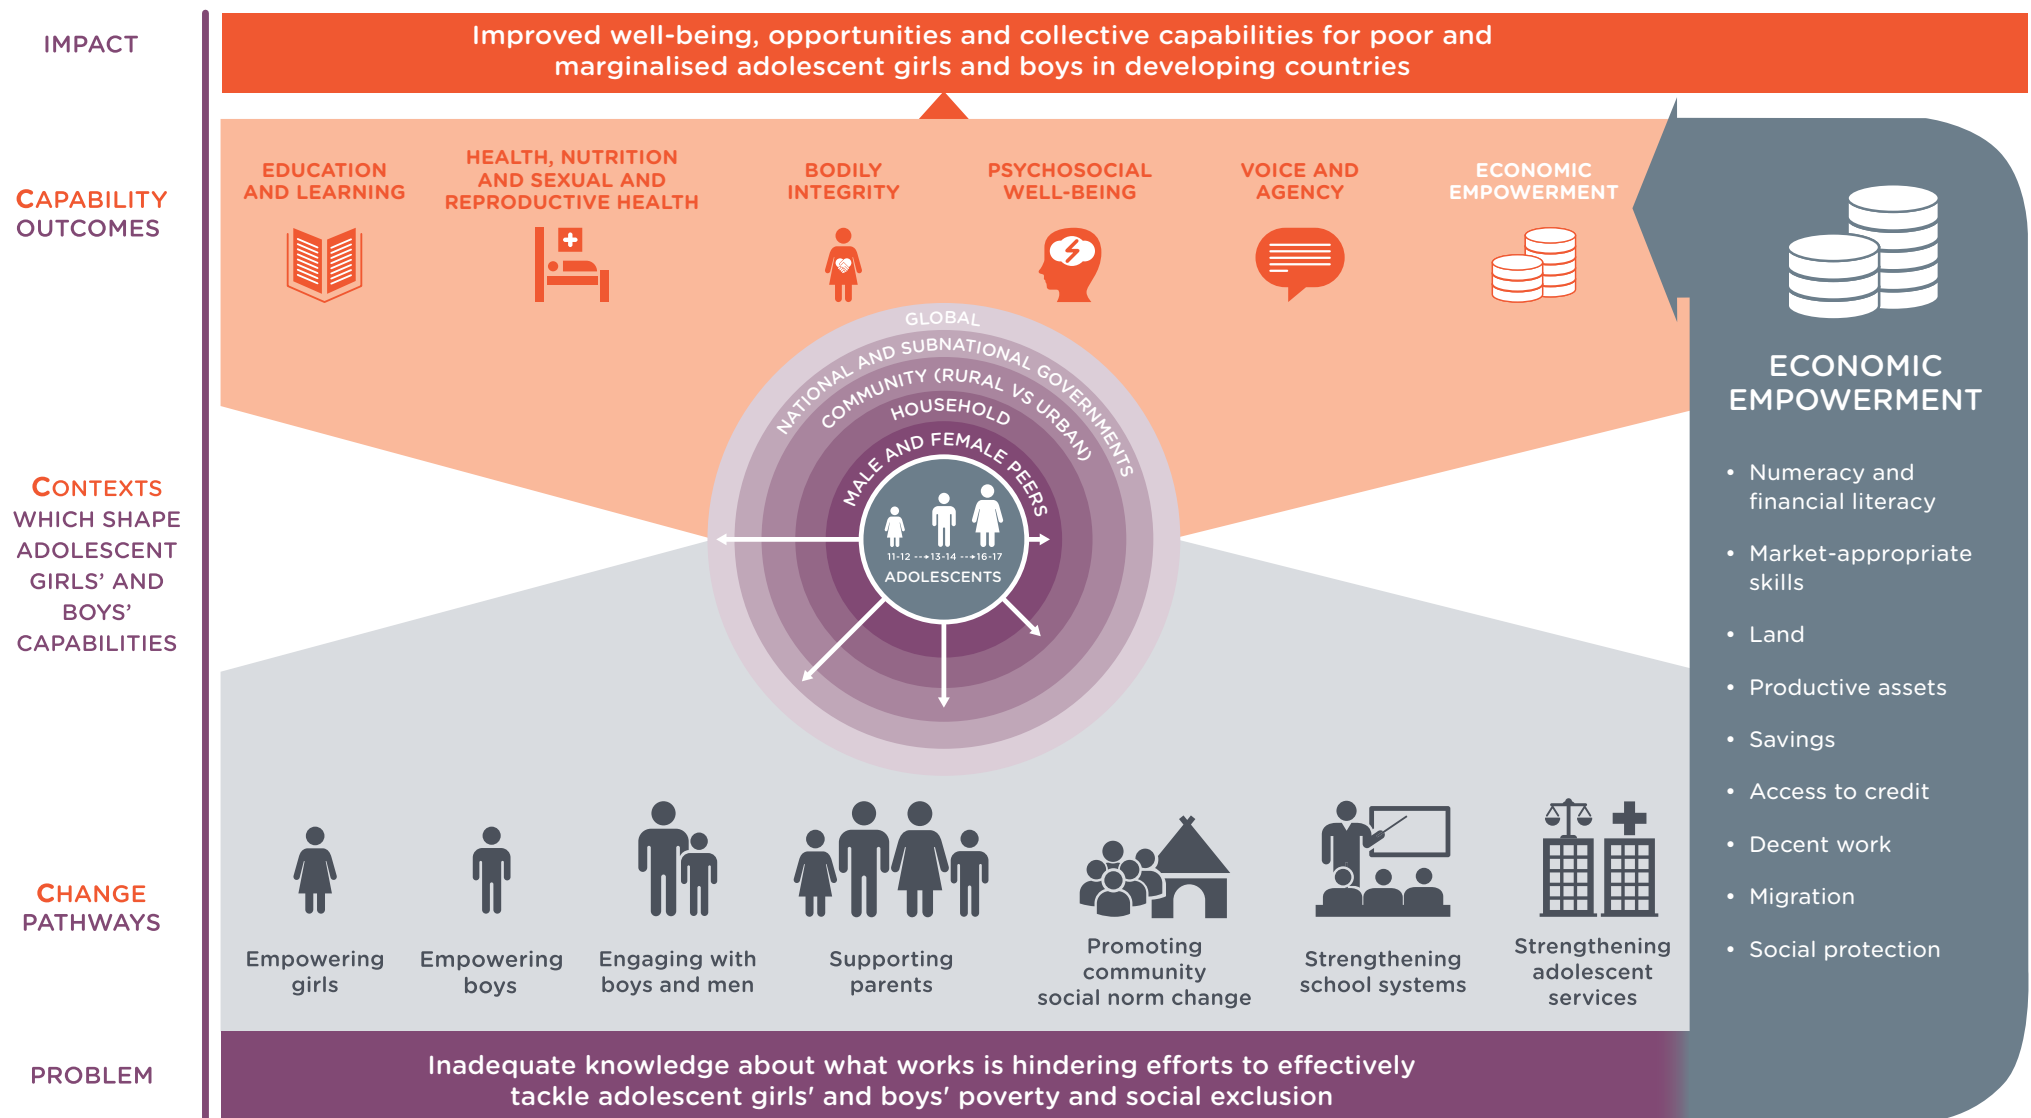 IMPACT
Improved well-being, opportunities and collective capabilities for poor and
marginalised adolescent girls and boys in developing countries
CAPABILITY
OUTCOMES
EDUCATION
AND LEARNING
HEALTH, NUTRITION
AND SEXUAL AND
REPRODUCTIVE HEALTH
BODILY
INTEGRITY
PSYCHOSOCIAL
WELL-BEING
VOICE AND
AGENCY
ECONOMIC
EMPOWERMENT
CONTEXTS
WHICH SHAPE
ADOLESCENT
GIRLS’ AND
BOYS’
CAPABILITIES
GLOBAL
NATIONAL AND SUBNATIONAL GOVERNMENTS
COMMUNITY (RURAL VS URBAN)
HOUSEHOLD
MALE AND FEMALE PEERS
11-12 --→ 13-14 --→ 16-17
ADOLESCENTS
CHANGE
PATHWAYS
Empowering
girls
Empowering
boys
Engaging with
boys and men
Supporting
parents
Promoting
community
social norm change
Strengthening
school systems
Strengthening
adolescent
services
ECONOMIC
EMPOWERMENT
• Numeracy and
financial literacy
• Market-appropriate
skills
• Land
• Productive assets
• Savings
• Access to credit
• Decent work
• Migration
• Social protection
PROBLEM
Inadequate knowledge about what works is hindering efforts to effectively
tackle adolescent girls' and boys' poverty and social exclusion